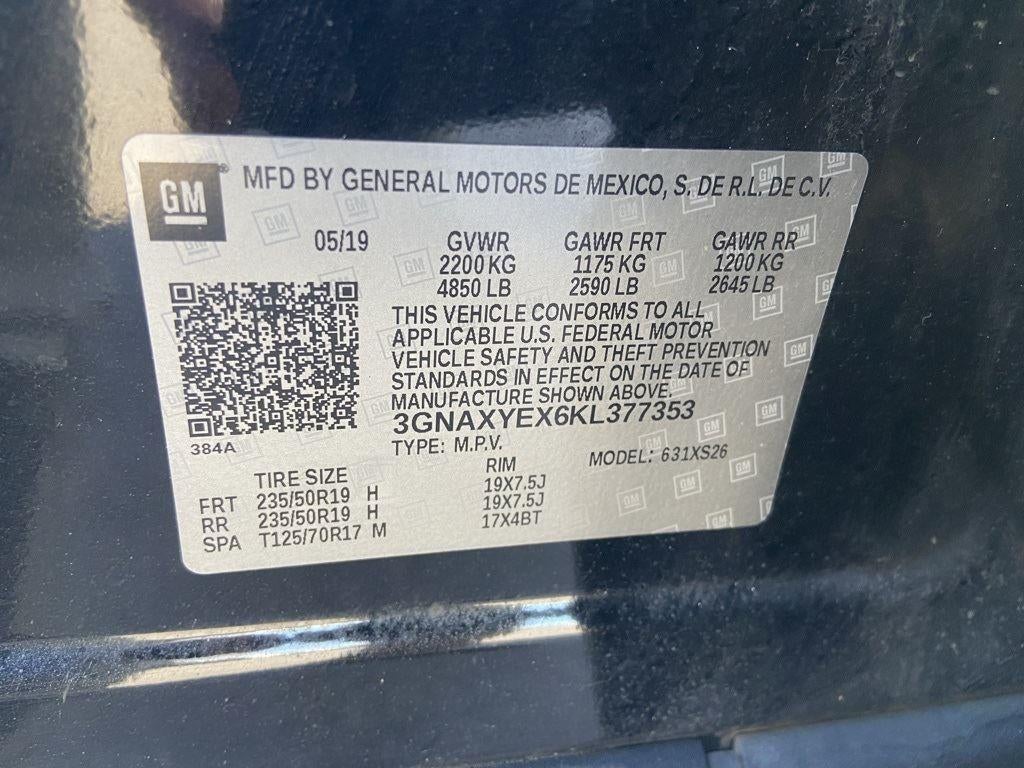 GM® MFD BY GENERAL MOTORS DE MEXICO, S. DE R.L. DE C.V.
05/19 GVWR GAWR FRT GAWR RR
2200 KG 1175 KG 1200 KG
4850 LB 2590 LB 2645 LB
THIS VEHICLE CONFORMS TO ALL
APPLICABLE U.S. FEDERAL MOTOR
VEHICLE SAFETY AND THEFT PREVENTION
STANDARDS IN EFFECT ON THE DATE OF
MANUFACTURE SHOWN ABOVE.
3GNAXYEX6KL377353
384A TYPE: M.P.V. MODEL: 631XS26
TIRE SIZE RIM
FRT 235/50R19 H 19X7.5J
RR 235/50R19 H 19X7.5J
SPA T125/70R17 M 17X4BT